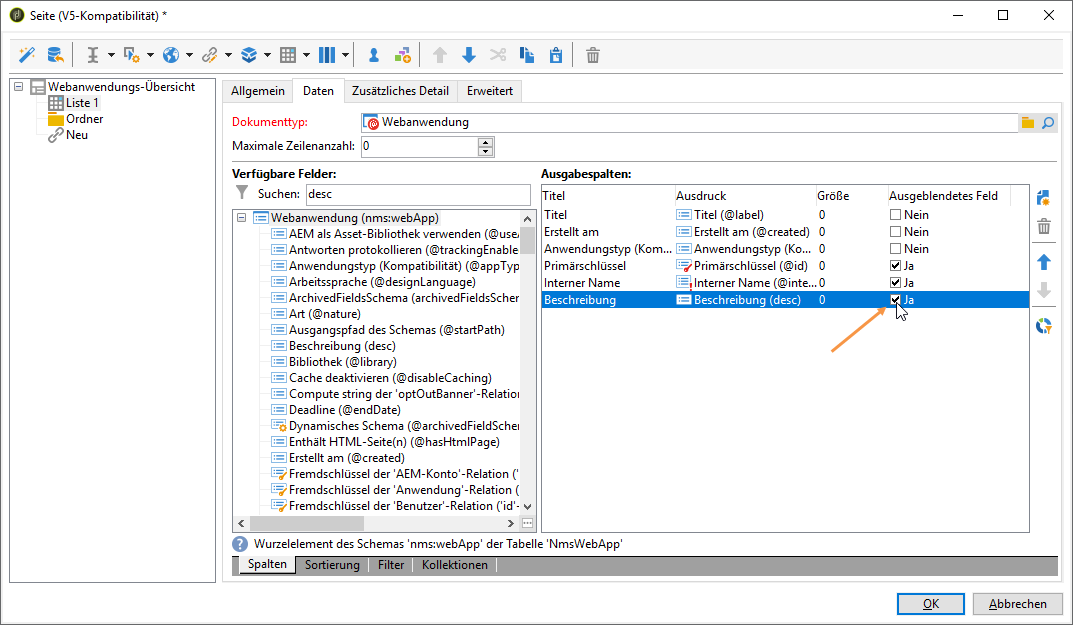 Seite (V5-Kompatibilität) *
Webanwendungs-Übersicht
Liste 1
Ordner
Neu
Allgemein
Daten
Zusätzliches Detail
Erweitert
Dokumenttyp:
Webanwendung
Maximale Zeilenanzahl:
0
Verfügbare Felder:
Suchen:
desc
Webanwendung (nms:webApp)
AEM als Asset-Bibliothek verwenden (@useA
Antworten protokollieren (@trackingEnable
Anwendungstyp (Kompatibilität) (@appTyp
Arbeitssprache (@designLanguage)
ArchivedFieldsSchema (archivedFieldsSchem
Art (@nature)
Ausgangspfad des Schemas (@startPath)
Beschreibung (desc)
Bibliothek (@library)
Cache deaktivieren (@disableCaching)
Compute string der 'optOutBanner'-Relation
Deadline (@endDate)
Dynamisches Schema (@archivedFieldSchem
Enthält HTML-Seite(n) (@hasHtmlPage)
Erstellt am (@created)
Fremdschlüssel der 'AEM-Konto'-Relation ('
Fremdschlüssel der 'Anwendung'-Relation (
Fremdschlüssel der 'Benutzer'-Relation ('id'-
Ausgabespalten:
Titel Ausdruck Größe Ausgeblendetes Feld
Titel Titel (@label) 0 Nein
Erstellt am Erstellt am (@created) 0 Nein
Anwendungstyp (Kom... Anwendungstyp (Ko... 0 Nein
Primärschlüssel Primärschlüssel (@id) 0 Ja
Interner Name Interner Name (@inte... 0 Ja
Beschreibung Beschreibung (desc) 0 Ja
Wurzelelement des Schemas 'nms:webApp' der Tabelle 'NmsWebApp'
Spalten
Sortierung
Filter
Kollektionen
OK
Abbrechen